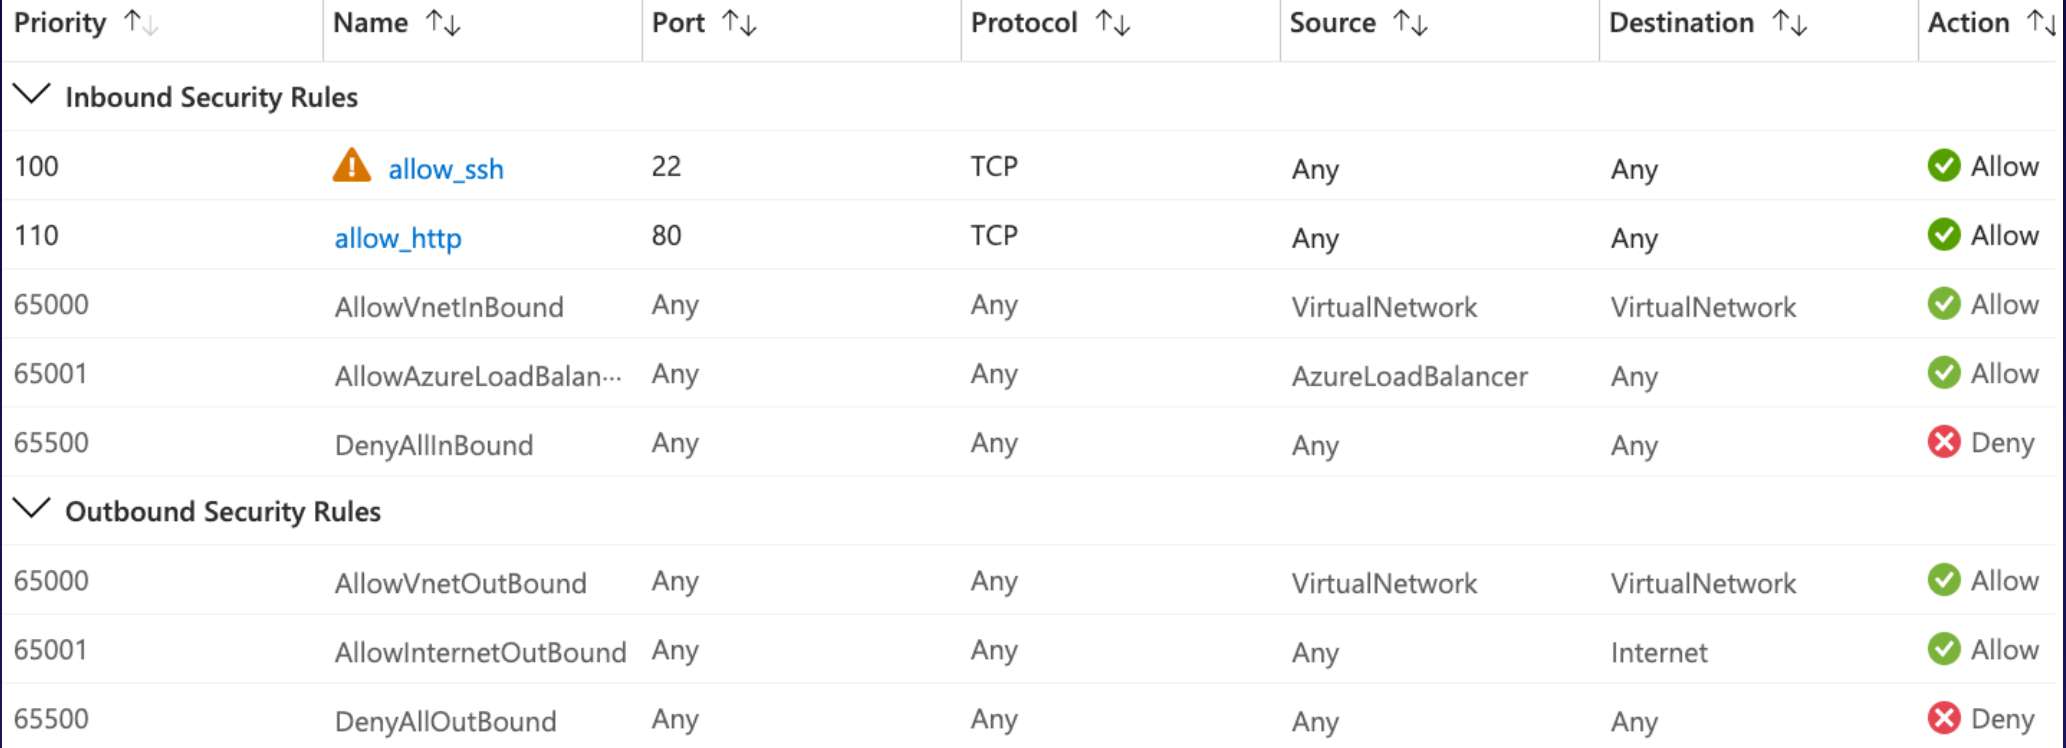 Priority Name Port Protocol Source Destination Action
Inbound Security Rules
100 allow_ssh 22 TCP Any Any Allow
110 allow_http 80 TCP Any Any Allow
65000 AllowVnetInBound Any Any VirtualNetwork VirtualNetwork Allow
65001 AllowAzureLoadBalan··· Any Any AzureLoadBalancer Any Allow
65500 DenyAllInBound Any Any Any Any Deny
Outbound Security Rules
65000 AllowVnetOutBound Any Any VirtualNetwork VirtualNetwork Allow
65001 AllowInternetOutBound Any Any Any Internet Allow
65500 DenyAllOutBound Any Any Any Any Deny